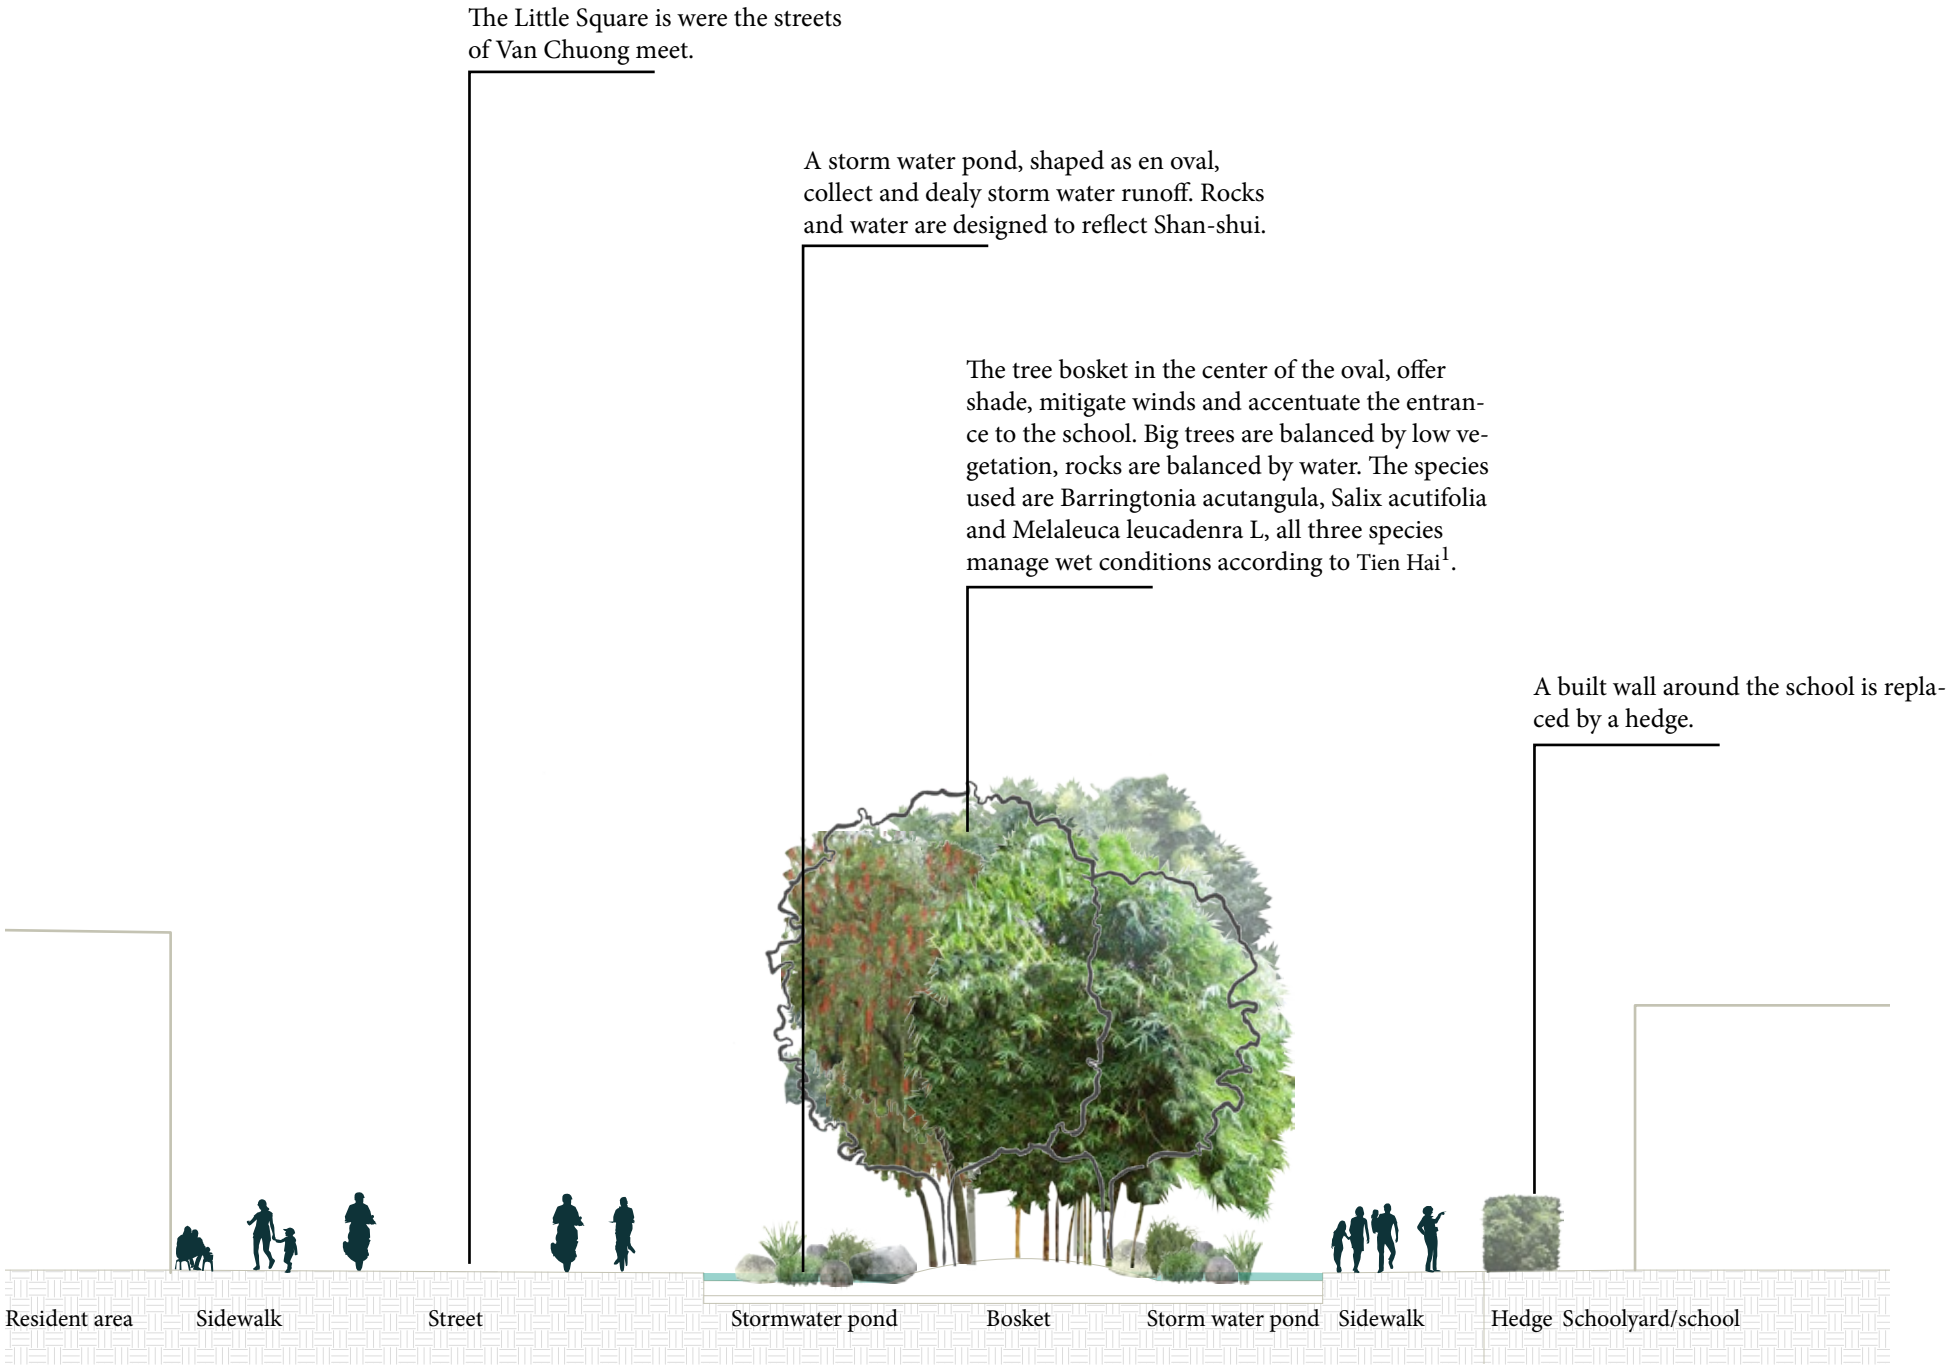 The Little Square is were the streets
of Van Chuong meet.
A storm water pond, shaped as en oval,
collect and dealy storm water runoff. Rocks
and water are designed to reflect Shan-shui.
The tree bosket in the center of the oval, offer
shade, mitigate winds and accentuate the entran-
ce to the school. Big trees are balanced by low ve-
getation, rocks are balanced by water. The species
used are Barringtonia acutangula, Salix acutifolia
and Melaleuca leucadenra L, all three species
manage wet conditions according to Tien Hai¹.
A built wall around the school is repla-
ced by a hedge.
Resident area Sidewalk Street Stormwater pond Bosket Storm water pond Sidewalk Hedge Schoolyard/school